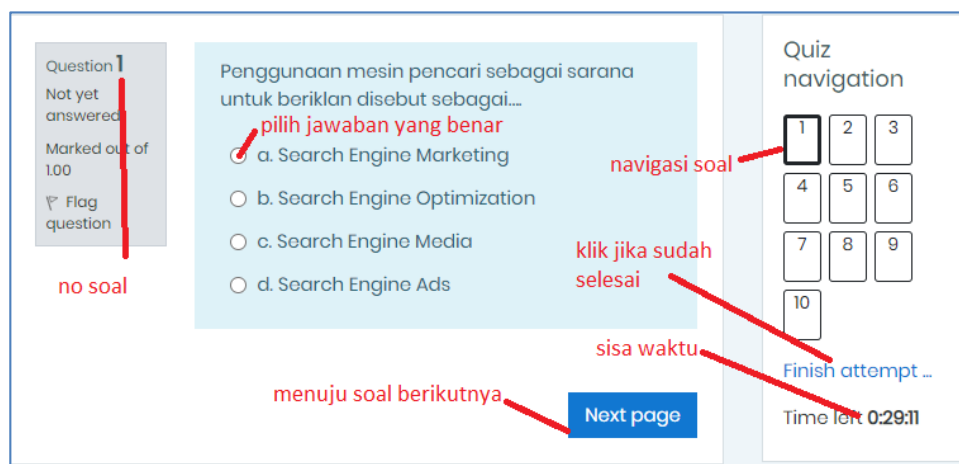 Question 1
Not yet
answered
Marked out of
1.00
Flag
question
no soal
Penggunaan mesin pencari sebagai sarana
untuk beriklan disebut sebagai....
pilih jawaban yang benar
a. Search Engine Marketing
b. Search Engine Optimization
c. Search Engine Media
d. Search Engine Ads
menuju soal berikutnya
Next page
Quiz
navigation
navigasi soal
1 2 3
4 5 6
7 8 9
10
klik jika sudah
selesai
Finish attempt ...
sisa waktu
Time left 0:29:11